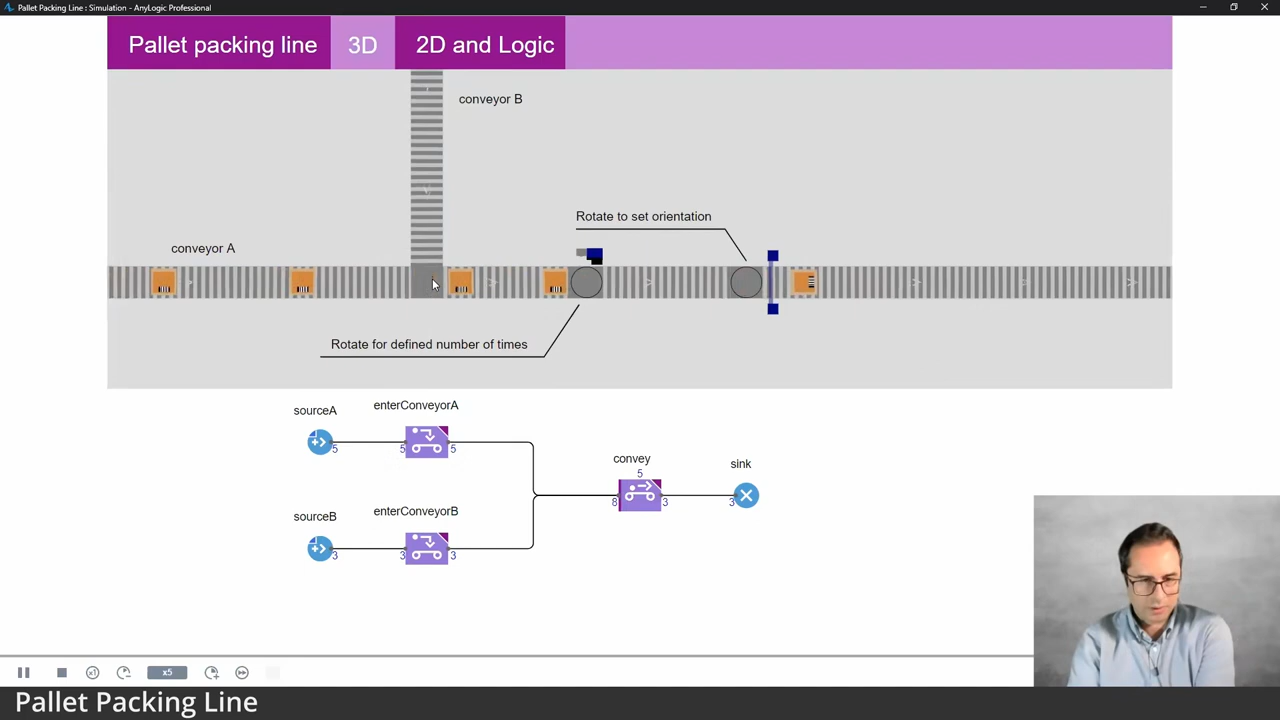 Pallet Packing Line : Simulation - AnyLogic Professional
Pallet packing line
3D
2D and Logic
conveyor B
Rotate to set orientation
conveyor A
Rotate for defined number of times
sourceA
enterConveyorA
5
5
5
convey
5
8
3
sink
3
sourceB
enterConveyorB
3
3
3
x1
x5
Pallet Packing Line